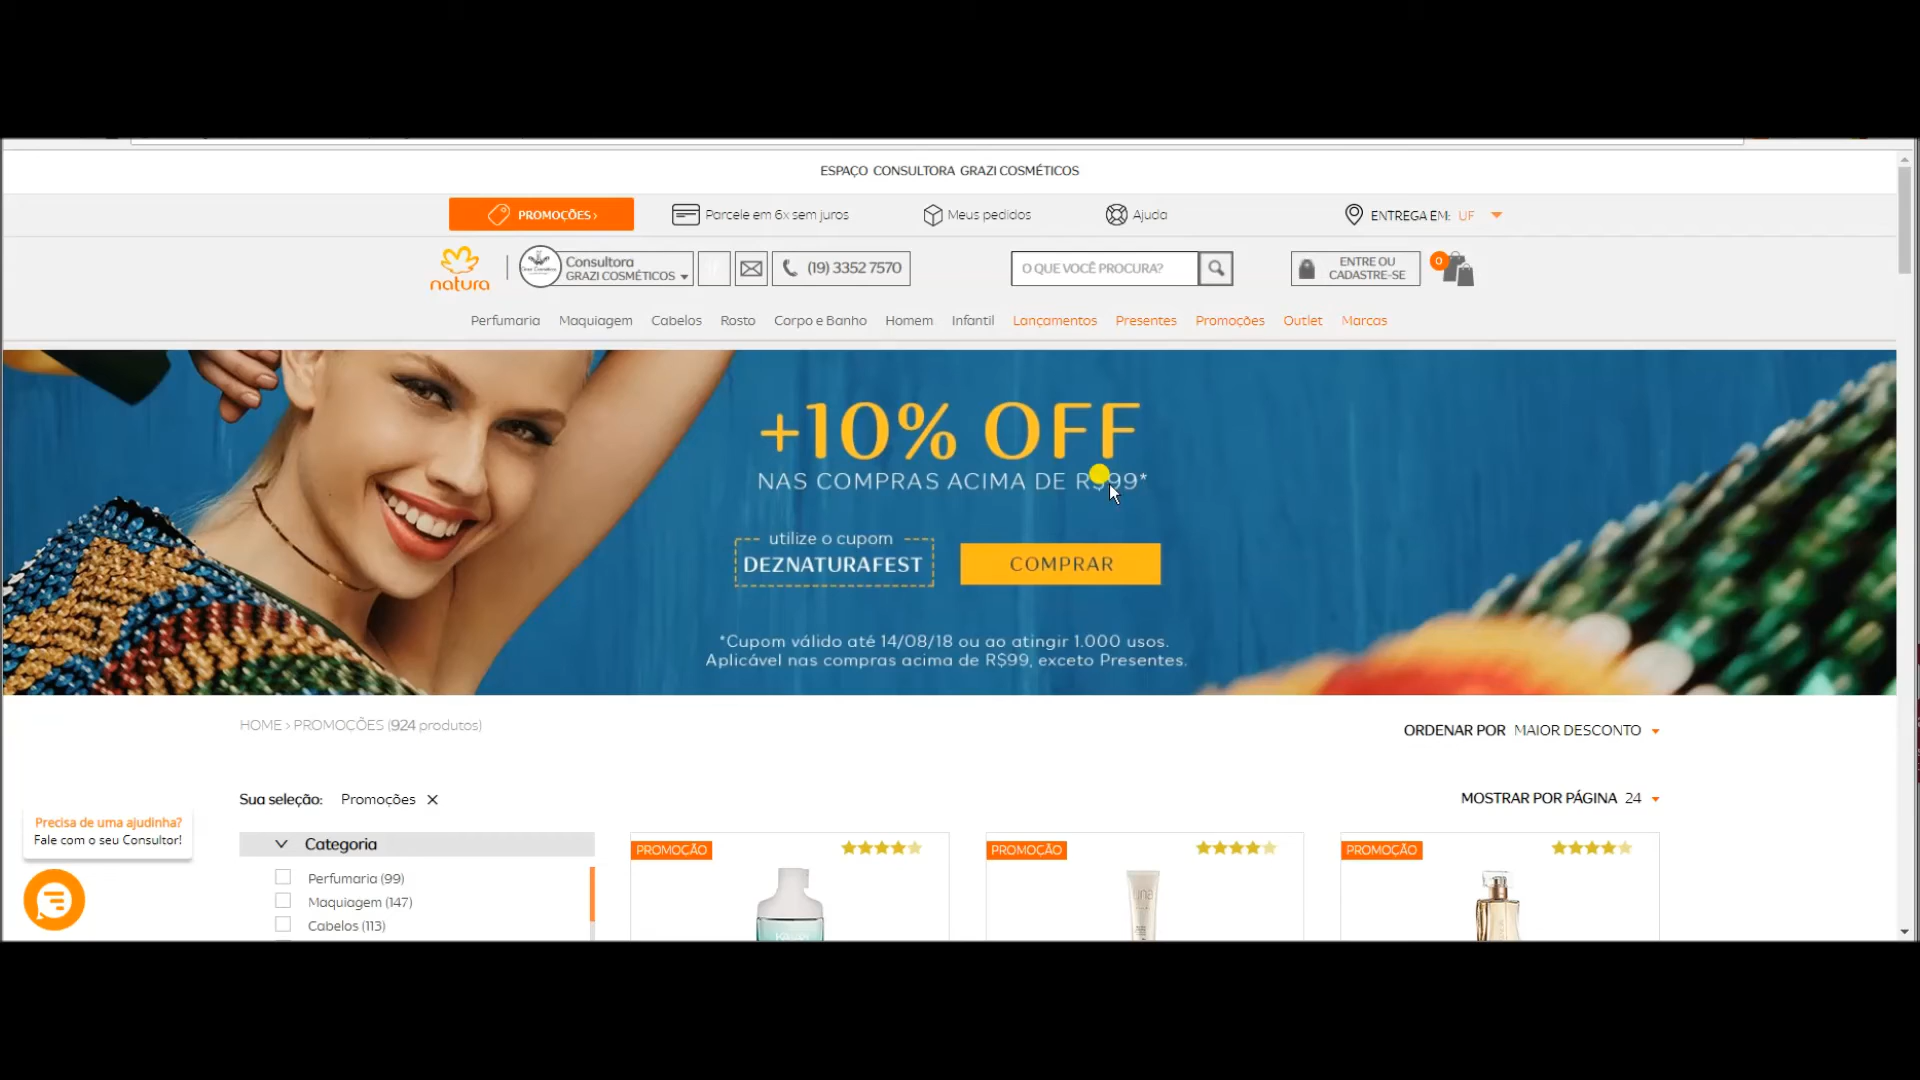 ESPAÇO CONSULTORA GRAZI COSMÉTICOS
PROMOÇÕES ›
Parcele em 6x sem juros
Meus pedidos
Ajuda
ENTREGA EM: UF
natura
Consultora
GRAZI COSMÉTICOS
(19) 3352 7570
O QUE VOCÊ PROCURA?
ENTRE OU
CADASTRE-SE
0
Perfumaria Maquiagem Cabelos Rosto Corpo e Banho Homem Infantil Lançamentos Presentes Promoções Outlet Marcas
+10% OFF
NAS COMPRAS ACIMA DE R$99*
utilize o cupom
DEZNATURAFEST
COMPRAR
*Cupom válido até 14/08/18 ou ao atingir 1.000 usos.
Aplicável nas compras acima de R$99, exceto Presentes.
HOME > PROMOÇÕES (924 produtos)
ORDENAR POR MAIOR DESCONTO
Sua seleção: Promoções X
MOSTRAR POR PÁGINA 24
Precisa de uma ajudinha?
Fale com o seu Consultor!
Categoria
Perfumaria (99)
Maquiagem (147)
Cabelos (113)
PROMOÇÃO
PROMOÇÃO
PROMOÇÃO
una